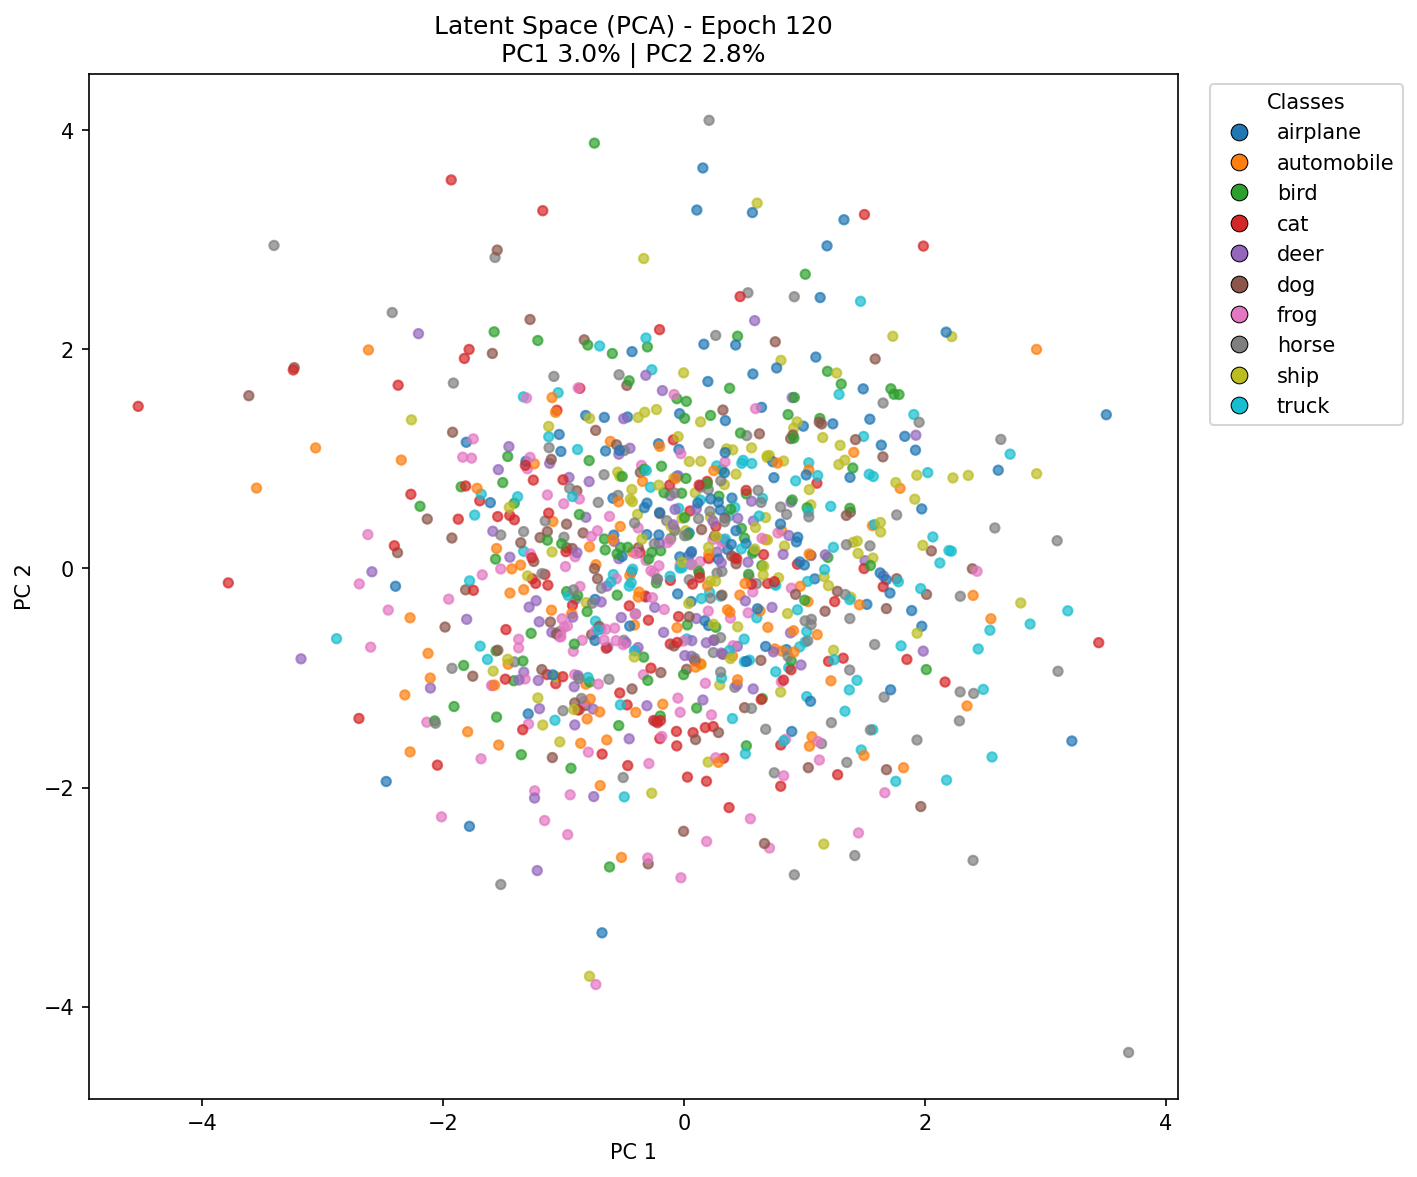 Latent Space (PCA) - Epoch 120
PC1 3.0% | PC2 2.8%
Classes
airplane
automobile
bird
cat
deer
dog
frog
horse
ship
truck
4
2
0
−2
−4
PC 2
−4
−2
0
2
4
PC 1